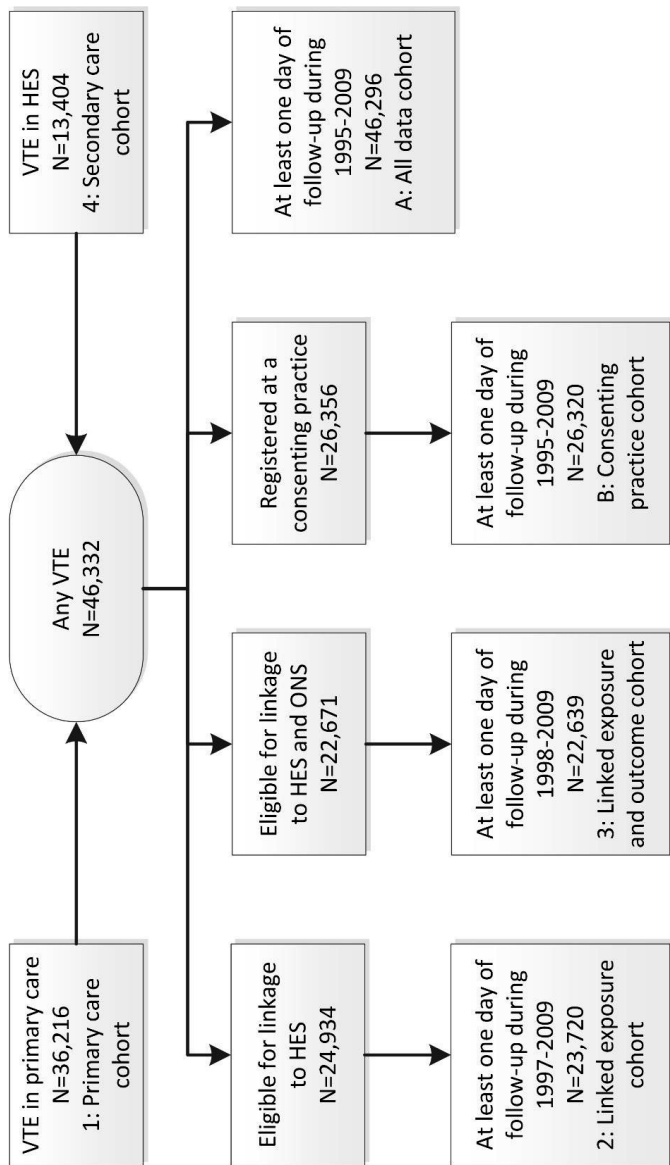 VTE in primary care
N=36,216
1: Primary care
cohort
Any VTE
N=46,332
VTE in HES
N=13,404
4: Secondary care
cohort
Eligible for linkage
to HES
N=24,934
Eligible for linkage
to HES and ONS
N=22,671
Registered at a
consenting practice
N=26,356
At least one day of
follow-up during
1995-2009
N=46,296
A: All data cohort
At least one day of
follow-up during
1997-2009
N=23,720
2: Linked exposure
cohort
At least one day of
follow-up during
1998-2009
N=22,639
3: Linked exposure
and outcome cohort
At least one day of
follow-up during
1995-2009
N=26,320
B: Consenting
practice cohort